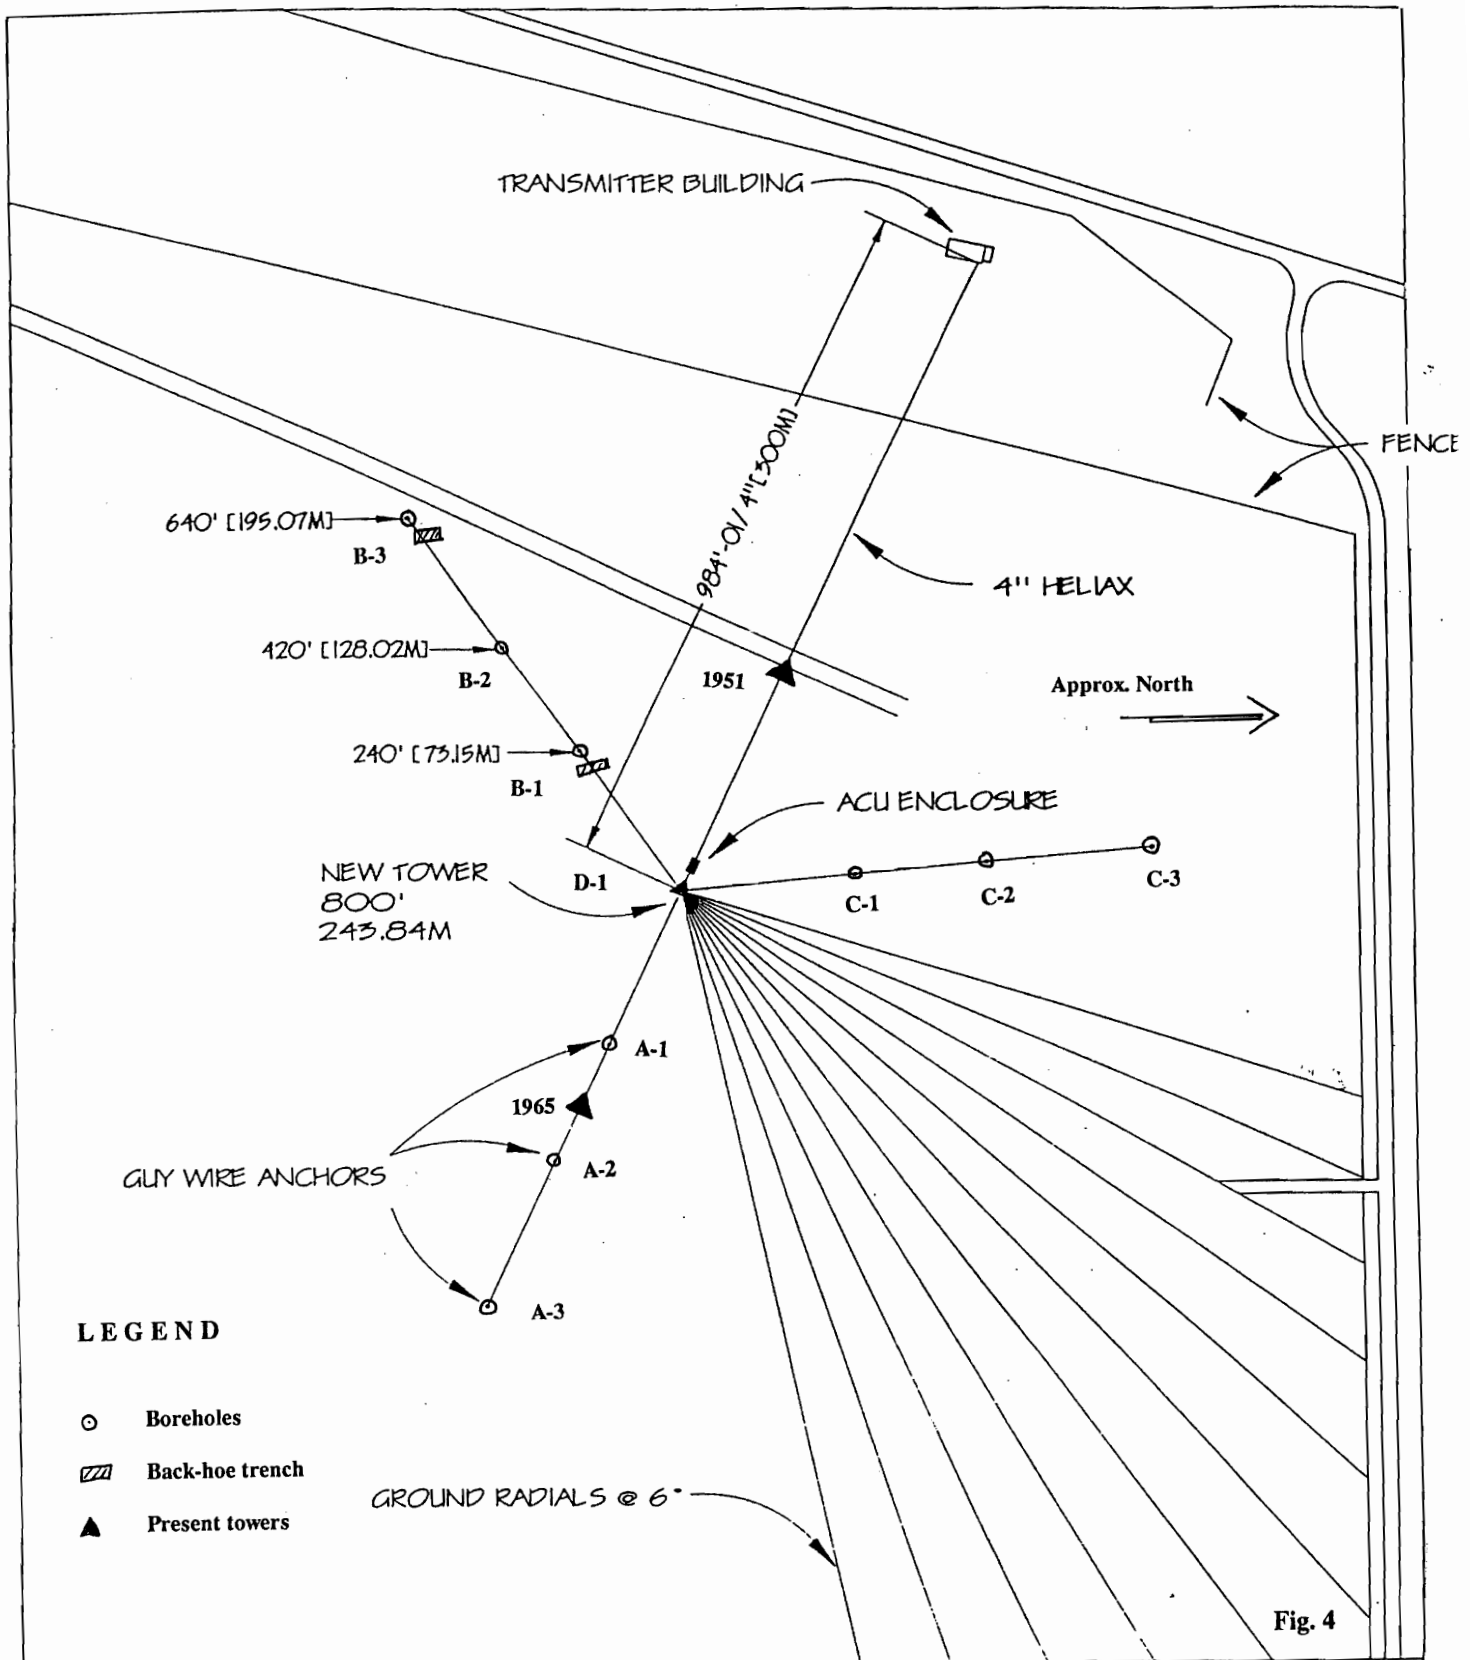 TRANSMITTER BUILDING
FENCE
984'-01/4"[300M]
640' [195.07M]
B-3
4" HELIAX
420' [128.02M]
B-2
1951
Approx. North
240' [73.15M]
B-1
ACU ENCLOSURE
NEW TOWER
800'
243.84M
D-1
C-1
C-2
C-3
A-1
1965
A-2
GUY WIRE ANCHORS
A-3
LEGEND
Boreholes
Back-hoe trench
Present towers
GROUND RADIALS @ 6°
Fig. 4